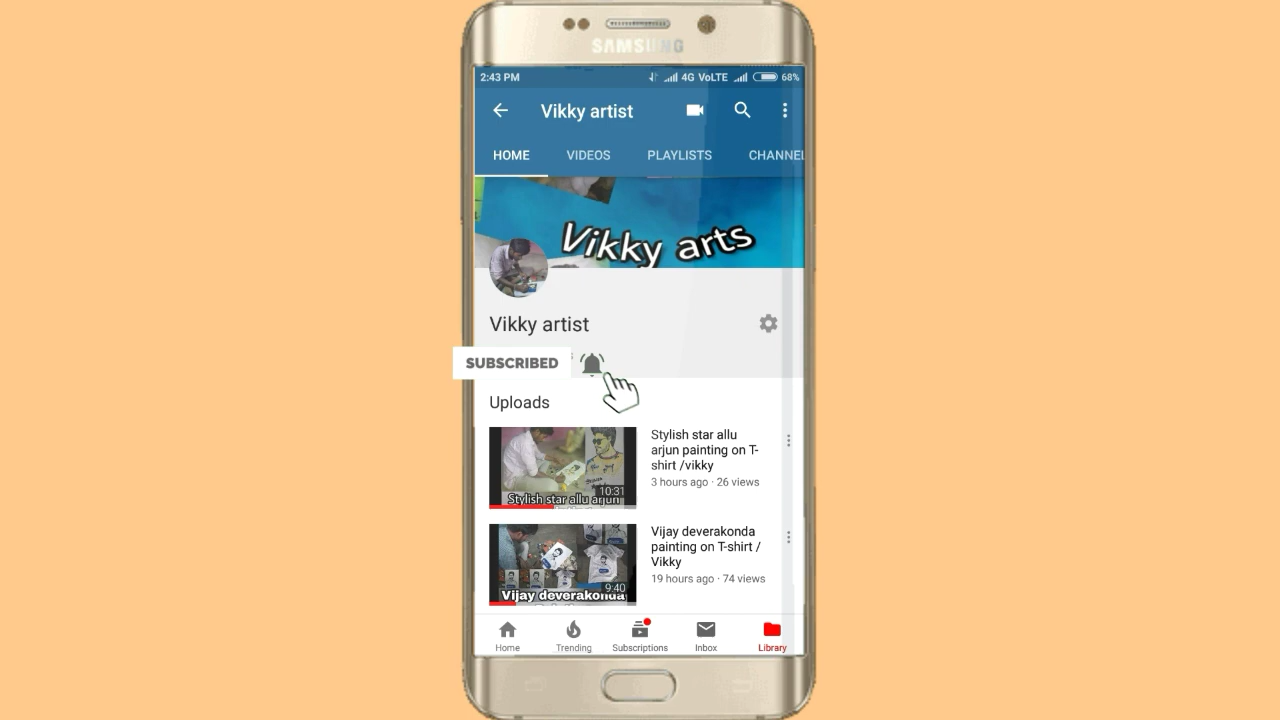 SAMSUNG
2:43 PM 4G VoLTE 68%
Vikky artist
HOME VIDEOS PLAYLISTS CHANNEL
Vikky arts
Vikky artist
SUBSCRIBED
Uploads
Stylish star allu
arjun painting on T-
shirt /vikky
3 hours ago · 26 views
10:31
Stylish star allu arjun
Vijay deverakonda
painting on T-shirt /
Vikky
19 hours ago · 74 views
9:40
Vijay deverakonda
Home Trending Subscriptions Inbox Library